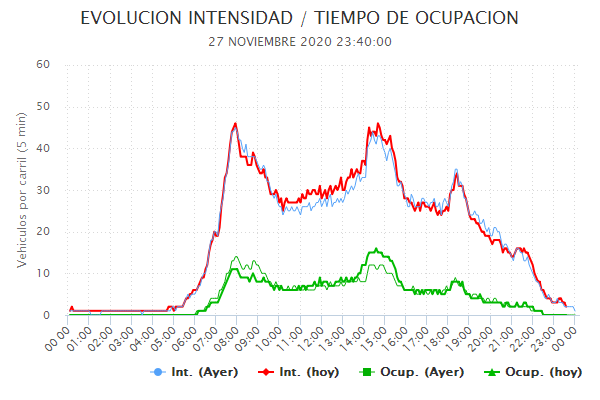 EVOLUCION INTENSIDAD / TIEMPO DE OCUPACION
27 NOVIEMBRE 2020 23:40:00
Vehiculos por carril (5 min)
60
50
40
30
20
10
0
00:00 01:00 02:00 03:00 04:00 05:00 06:00 07:00 08:00 09:00 10:00 11:00 12:00 13:00 14:00 15:00 16:00 17:00 18:00 19:00 20:00 21:00 22:00 23:00 00:00
Int. (Ayer) Int. (hoy) Ocup. (Ayer) Ocup. (hoy)